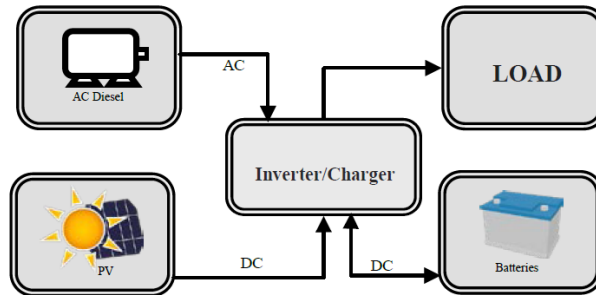 AC Diesel
AC
LOAD
Inverter/Charger
PV
DC
DC
Batteries